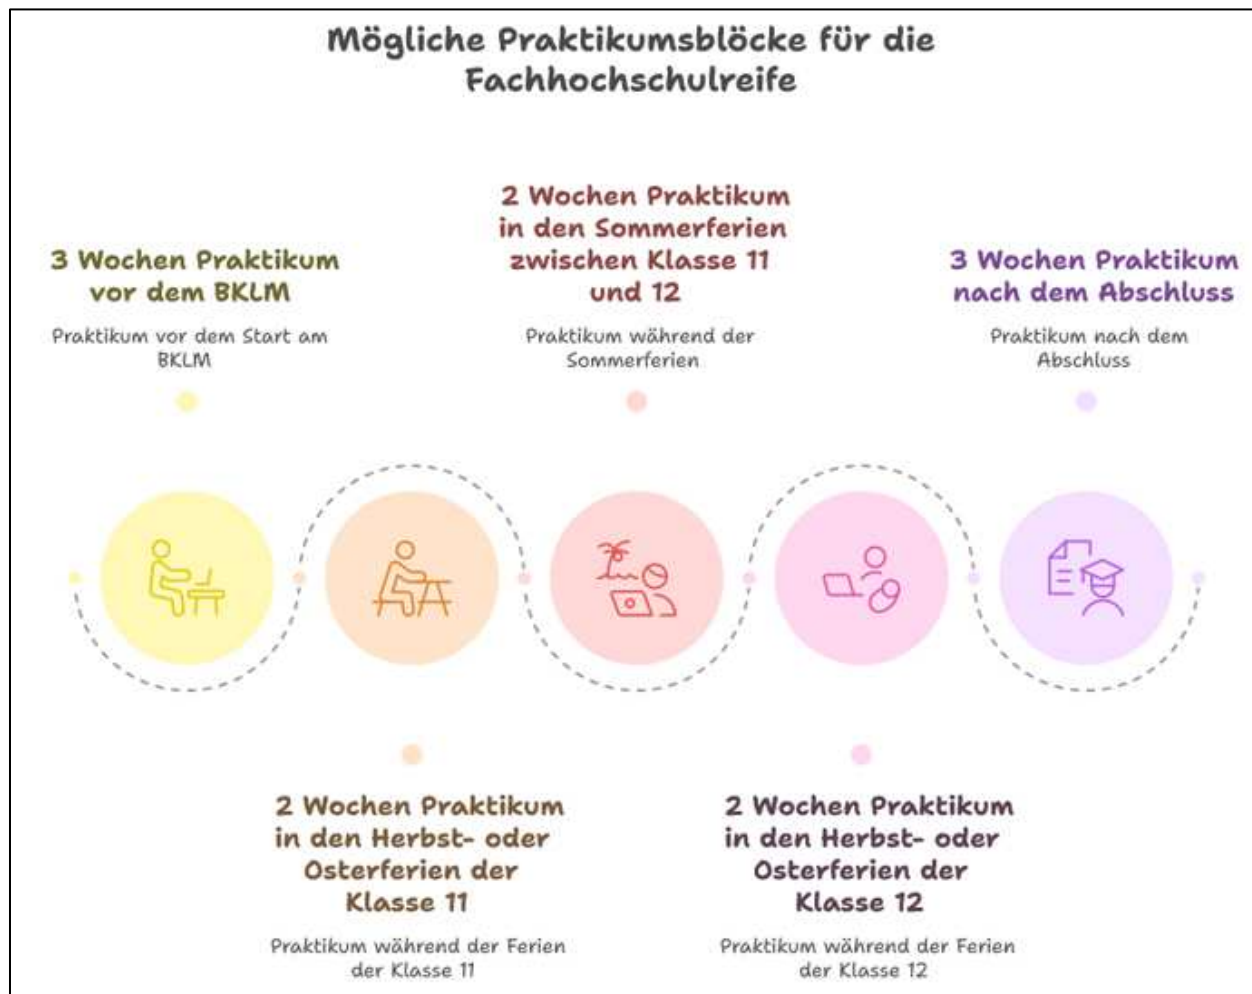 Mögliche Praktikumsblöcke für die
Fachhochschulreife
3 Wochen Praktikum
vor dem BKLM
Praktikum vor dem Start am
BKLM
2 Wochen Praktikum
in den Herbst- oder
Osterferien der
Klasse 11
Praktikum während der Ferien
der Klasse 11
2 Wochen Praktikum
in den Sommerferien
zwischen Klasse 11
und 12
Praktikum während der
Sommerferien
2 Wochen Praktikum
in den Herbst- oder
Osterferien der
Klasse 12
Praktikum während der Ferien
der Klasse 12
3 Wochen Praktikum
nach dem Abschluss
Praktikum nach dem
Abschluss